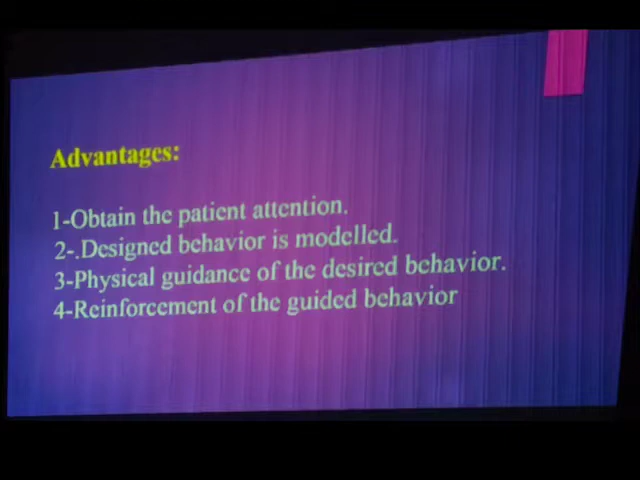 Advantages:
1-Obtain the patient attention.
2-.Designed behavior is modelled.
3-Physical guidance of the desired behavior.
4-Reinforcement of the guided behavior